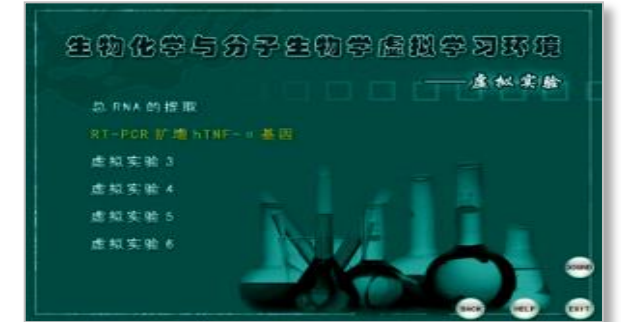 生物化学与分子生物学虚拟学习环境
——虚拟实验
总 RNA 的提取
RT-PCR 扩增 hTNF-α 基因
虚拟实验 3
虚拟实验 4
虚拟实验 5
虚拟实验 6
SOUND
BACK
HELP
EXIT